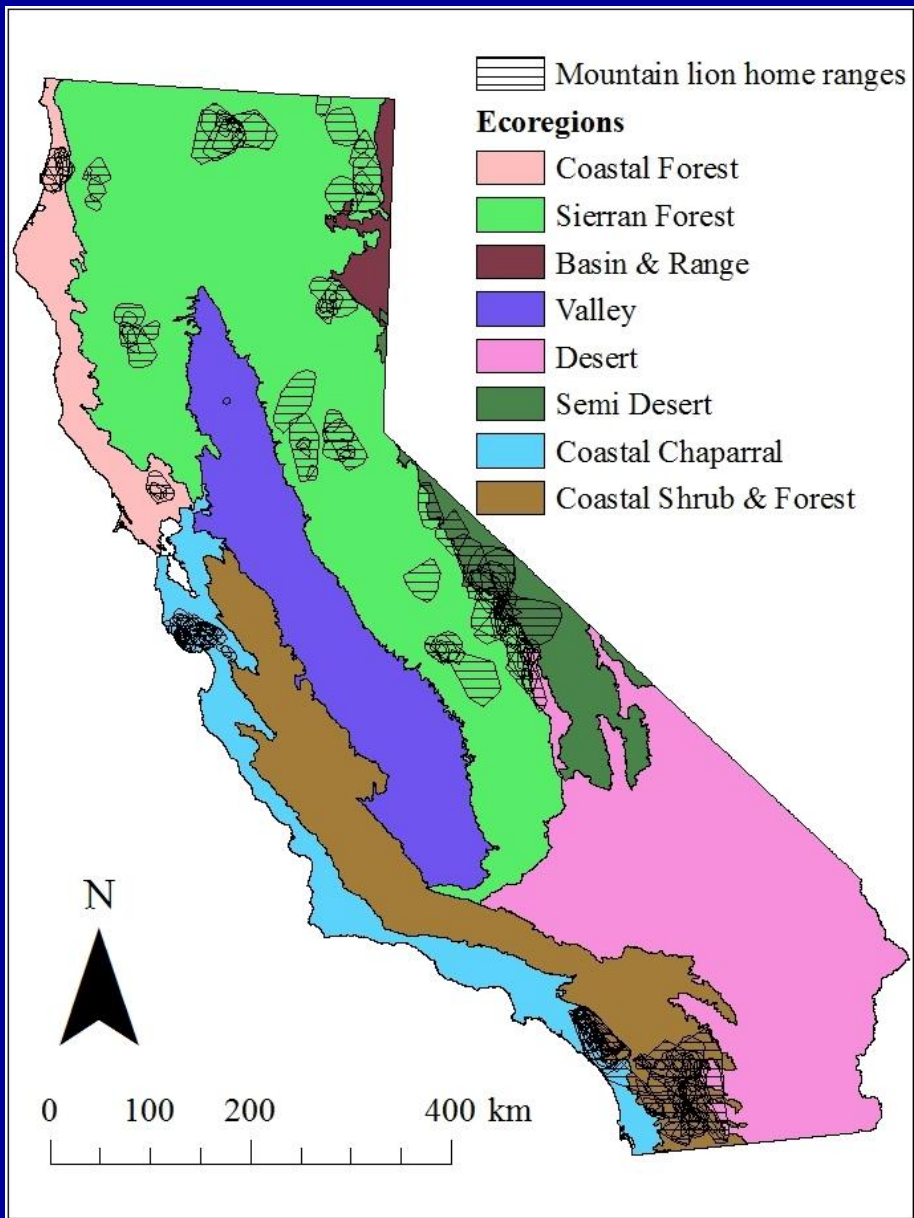 Mountain lion home ranges
Ecoregions
Coastal Forest
Sierran Forest
Basin & Range
Valley
Desert
Semi Desert
Coastal Chaparral
Coastal Shrub & Forest
N
0 100 200 400 km